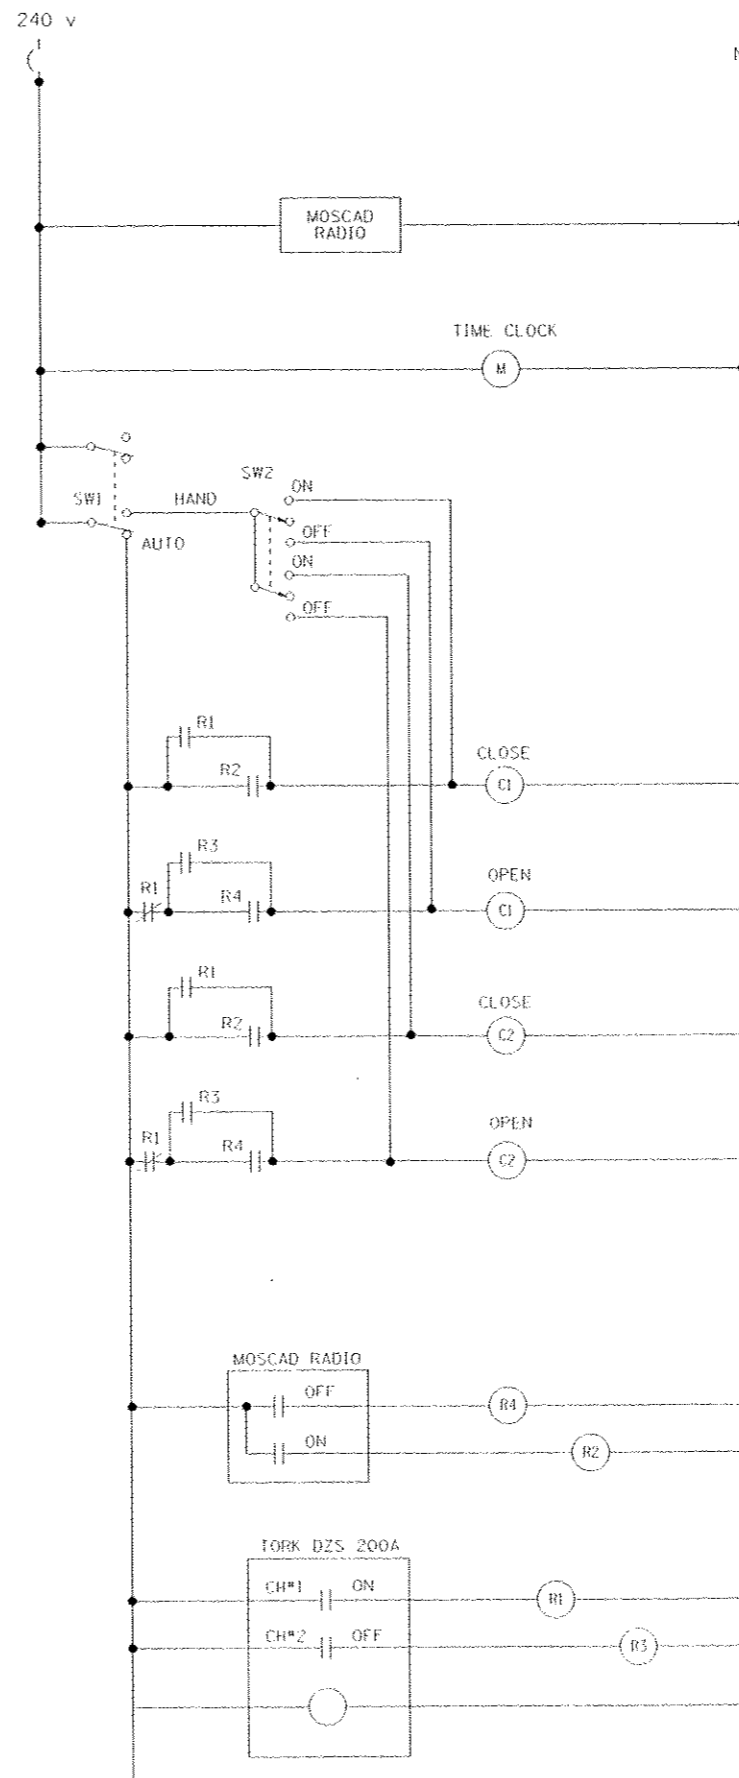 240 v
N
MOSCAD
RADIO
TIME CLOCK
M
SW1
HAND
SW2
ON
AUTO
OFF
ON
OFF
R1
R2
CLOSE
C1
R3
R1
R4
OPEN
C1
R1
R2
CLOSE
C2
R3
R1
R4
OPEN
C2
MOSCAD RADIO
OFF
R4
ON
R2
TORK DZS 200A
CH#1
ON
R1
CH#2
OFF
R3